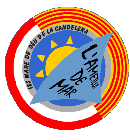 IES MARE DE DÉU DE LA CANDELERA
L'AMETLLA
DE MAR